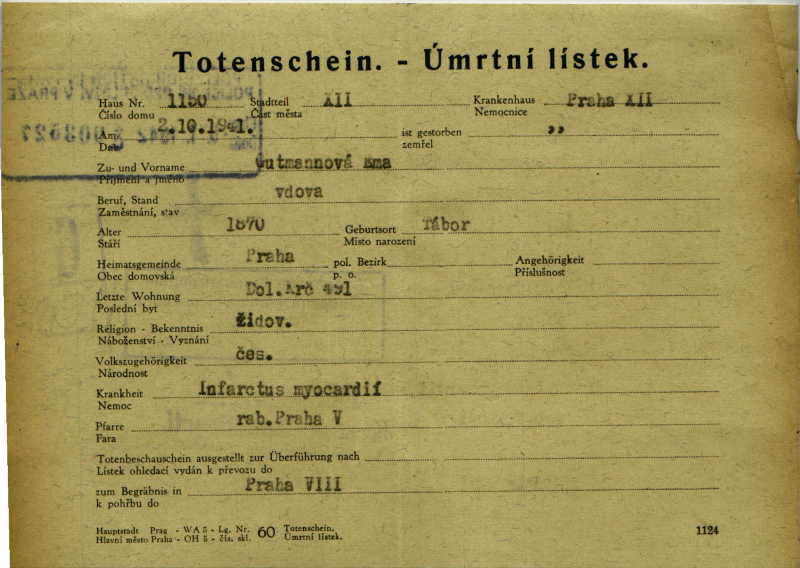 Totenschein. - Úmrtní lístek.
Haus Nr. 1180 Stadtteil XII Krankenhaus Praha XII
Číslo domu Část města Nemocnice
Am 2.10.1941. ist gestorben „
Dne zemřel
Zu- und Vorname Gutmannová Ema
Příjmení a jméno
Beruf, Stand vdova
Zaměstnání, stav
Alter 1870 Geburtsort Tábor
Stáří Místo narození
Heimatsgemeinde Praha pol. Bezirk Angehörigkeit
Obec domovská p. o. Příslušnost
Letzte Wohnung Dol. Krč 491
Poslední byt
Religion - Bekenntnis židov.
Náboženství - Vyznání
Volkszugehörigkeit čes.
Národnost
Krankheit Infarctus myocardií
Nemoc
Pfarre rab.Praha V
Fara
Totenbeschauschein ausgestellt zur Überführung nach
Lístek ohledací vydán k převozu do
zum Begräbnis in Praha VIII
k pohřbu do
Hauptstadt Prag - WA 5 - Lg. Nr. 60 Totenschein. 1124
Hlavní město Praha - OH 5 - čís. skl. Úmrtní lístek.